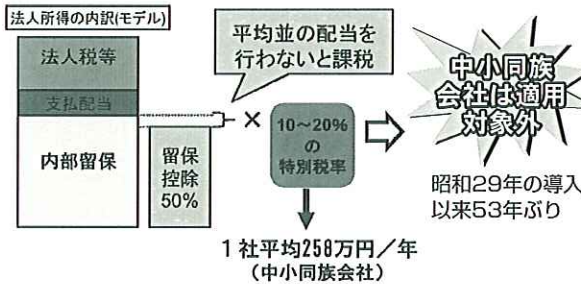 法人所得の内訳(モデル)
法人税等
支払配当
内部留保
留保
控除
50%
平均並の配当を
行わないと課税
×
10~20%
の
特別税率
1社平均258万円/年
(中小同族会社)
中小同族
会社は適用
対象外
昭和29年の導入
以来53年ぶり